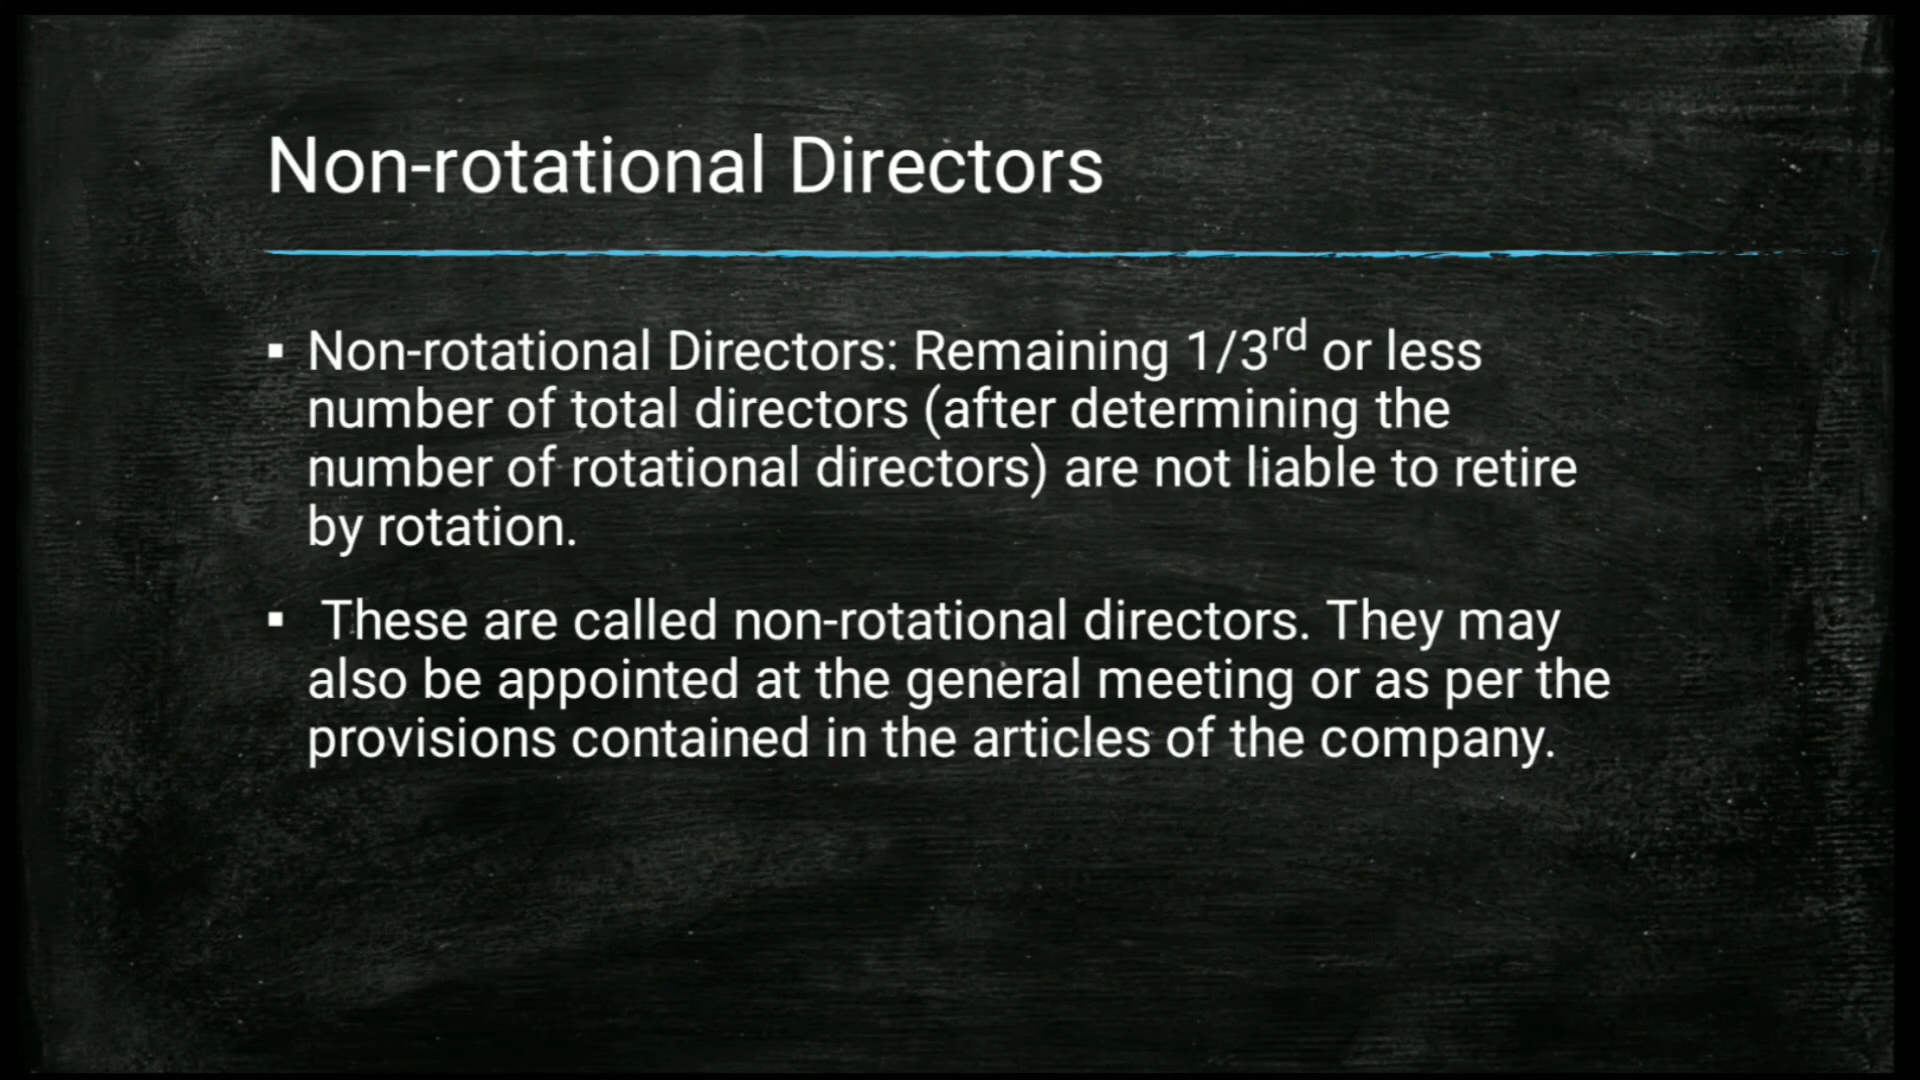 Non-rotational Directors
▪ Non-rotational Directors: Remaining 1/3rd or less
number of total directors (after determining the
number of rotational directors) are not liable to retire
by rotation.
▪ These are called non-rotational directors. They may
also be appointed at the general meeting or as per the
provisions contained in the articles of the company.